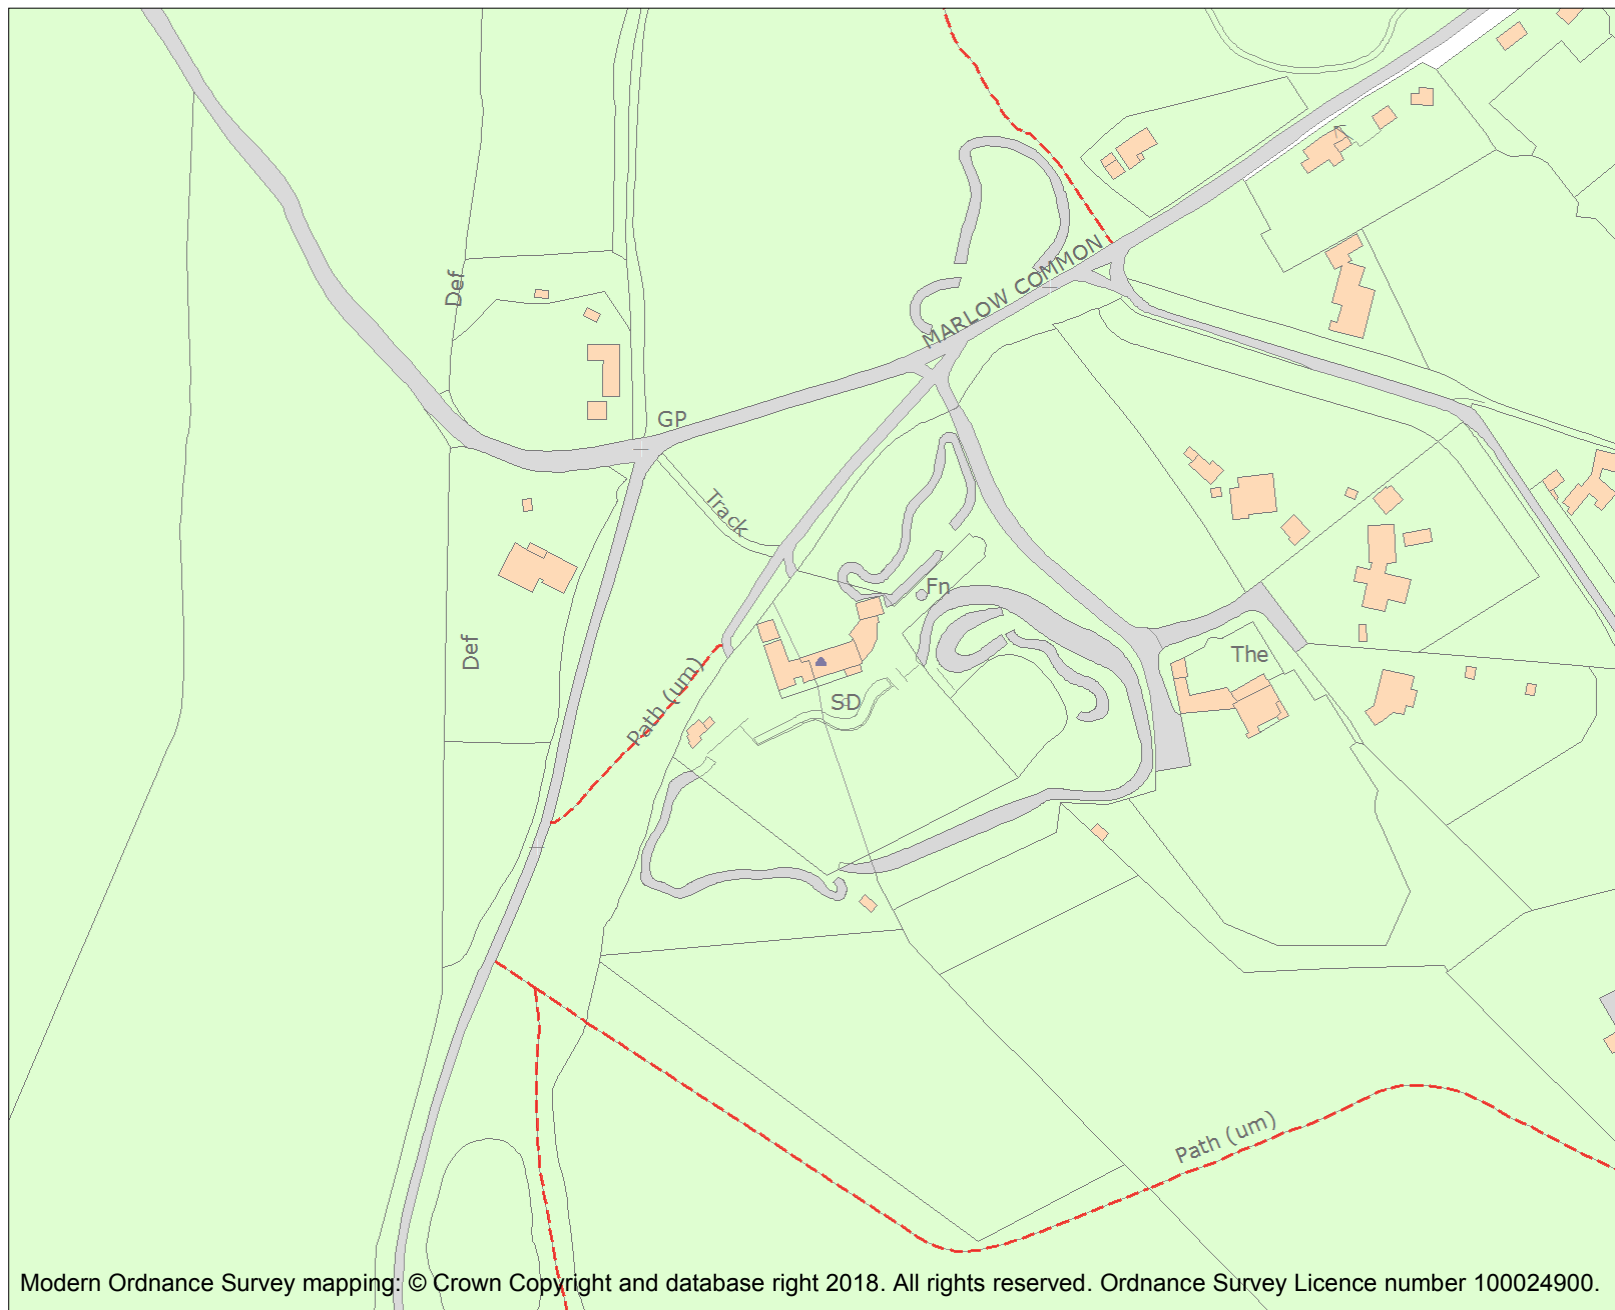 MARLOW COMMON
Def
GP
Track
Fn
Def
The
Path (um)
SD
Path (um)
Modern Ordnance Survey mapping: © Crown Copyright and database right 2018. All rights reserved. Ordnance Survey Licence number 100024900.